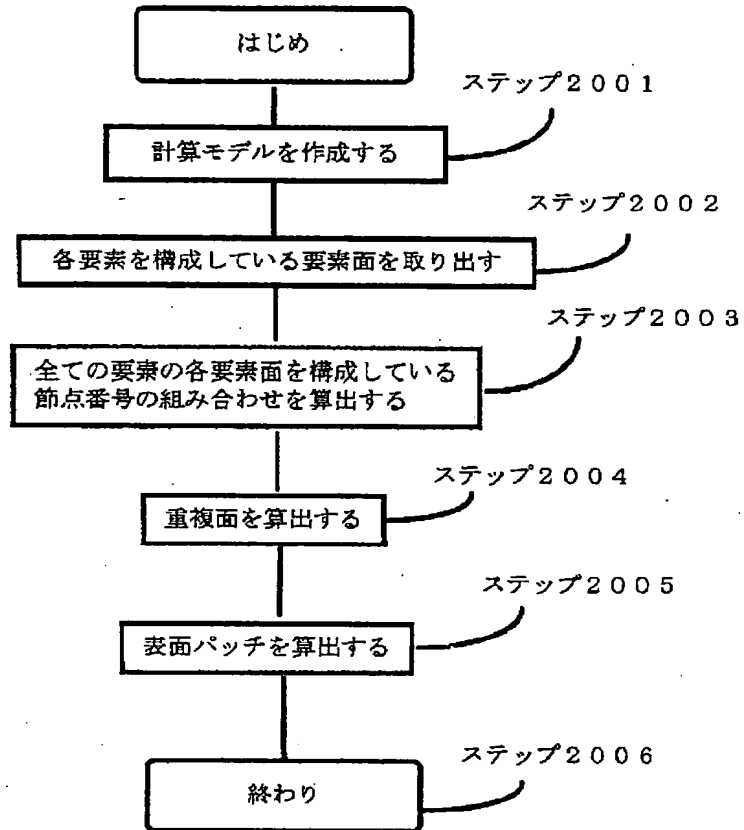 はじめ
ステップ2001
計算モデルを作成する
ステップ2002
各要素を構成している要素面を取り出す
ステップ2003
全ての要素の各要素面を構成している
節点番号の組み合わせを算出する
ステップ2004
重複面を算出する
ステップ2005
表面パッチを算出する
ステップ2006
終わり